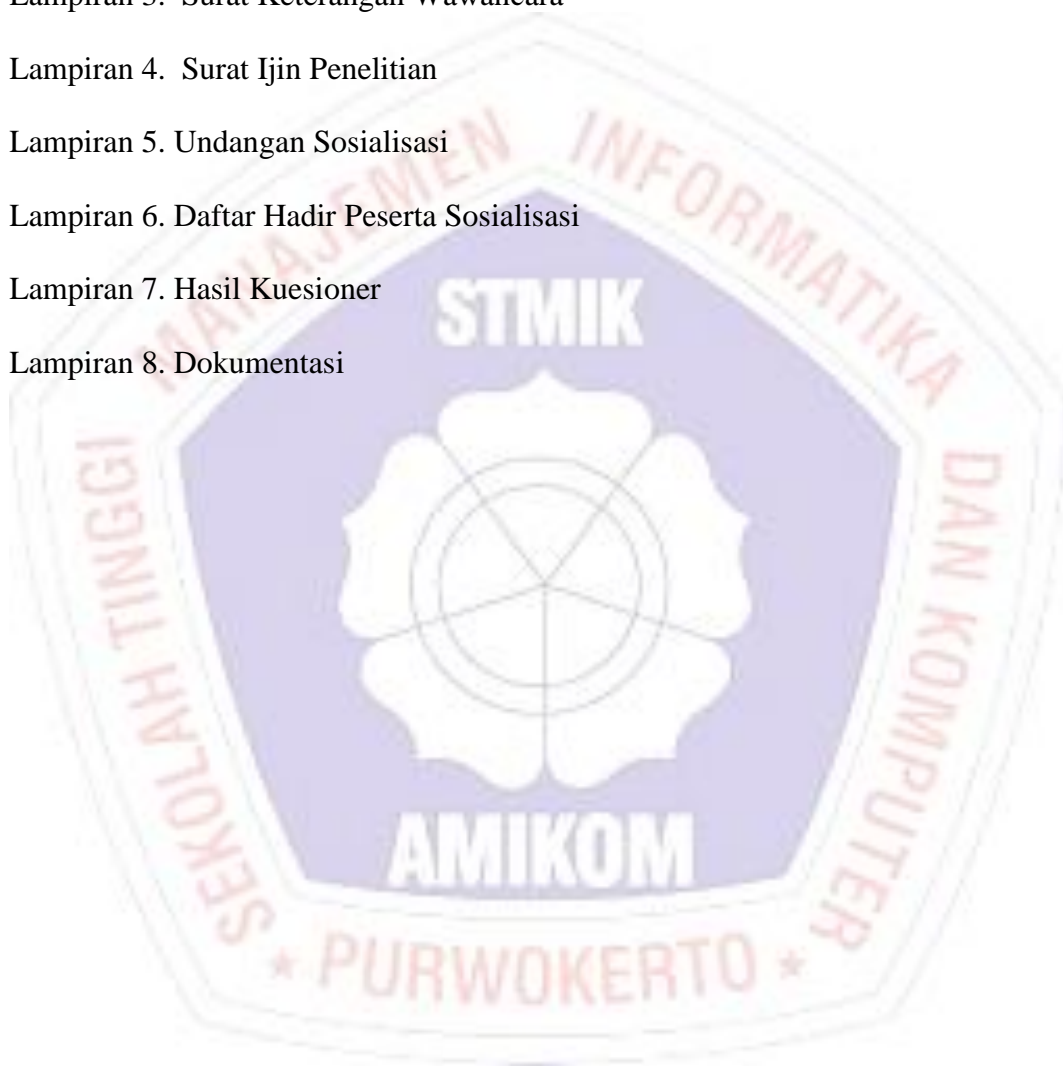 Lampiran 3. Surat Keterangan Wawancara
Lampiran 4. Surat Ijin Penelitian
Lampiran 5. Undangan Sosialisasi
Lampiran 6. Daftar Hadir Peserta Sosialisasi
Lampiran 7. Hasil Kuesioner
Lampiran 8. Dokumentasi
SEKOLAH TINGGI MANAJEMEN INFORMATIKA DAN KOMPUTER
STMIK
AMIKOM
* PURWOKERTO *